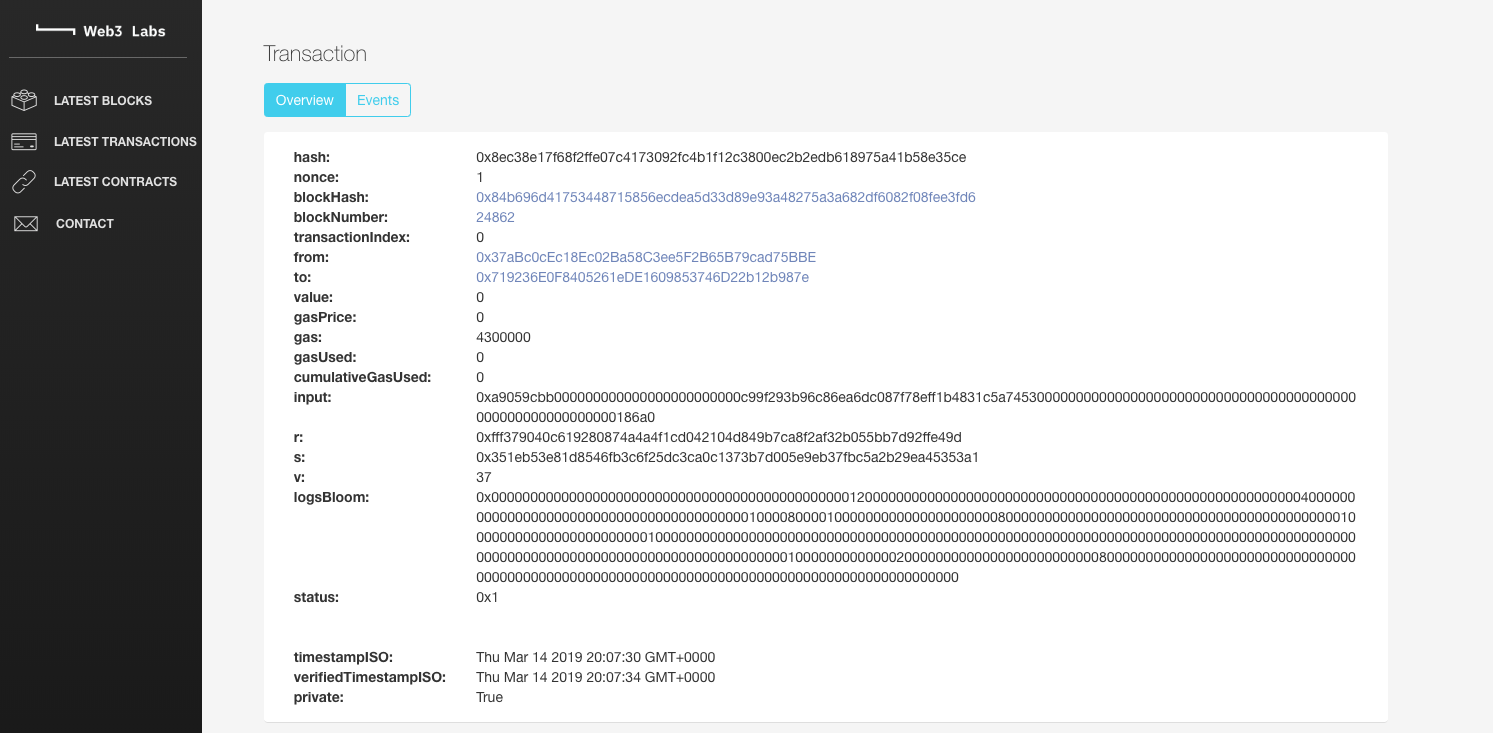 Web3 Labs
LATEST BLOCKS
LATEST TRANSACTIONS
LATEST CONTRACTS
CONTACT
Transaction
Overview Events
hash: 0x8ec38e17f68f2ffe07c4173092fc4b1f12c3800ec2b2edb618975a41b58e35ce
nonce: 1
blockHash: 0x84b696d41753448715856ecdea5d33d89e93a48275a3a682df6082f08fee3fd6
blockNumber: 24862
transactionIndex: 0
from: 0x37aBc0cEc18Ec02Ba58C3ee5F2B65B79cad75BBE
to: 0x719236E0F8405261eDE1609853746D22b12b987e
value: 0
gasPrice: 0
gas: 4300000
gasUsed: 0
cumulativeGasUsed: 0
input:
r: 0xfff379040c619280874a4a4f1cd042104d849b7ca8f2af32b055bb7d92ffe49d
s: 0x351eb53e81d8546fb3c6f25dc3ca0c1373b7d005e9eb37fbc5a2b29ea45353a1
v: 37
logsBloom:
status: 0x1
timestampISO: Thu Mar 14 2019 20:07:30 GMT+0000
verifiedTimestampISO: Thu Mar 14 2019 20:07:34 GMT+0000
private: True